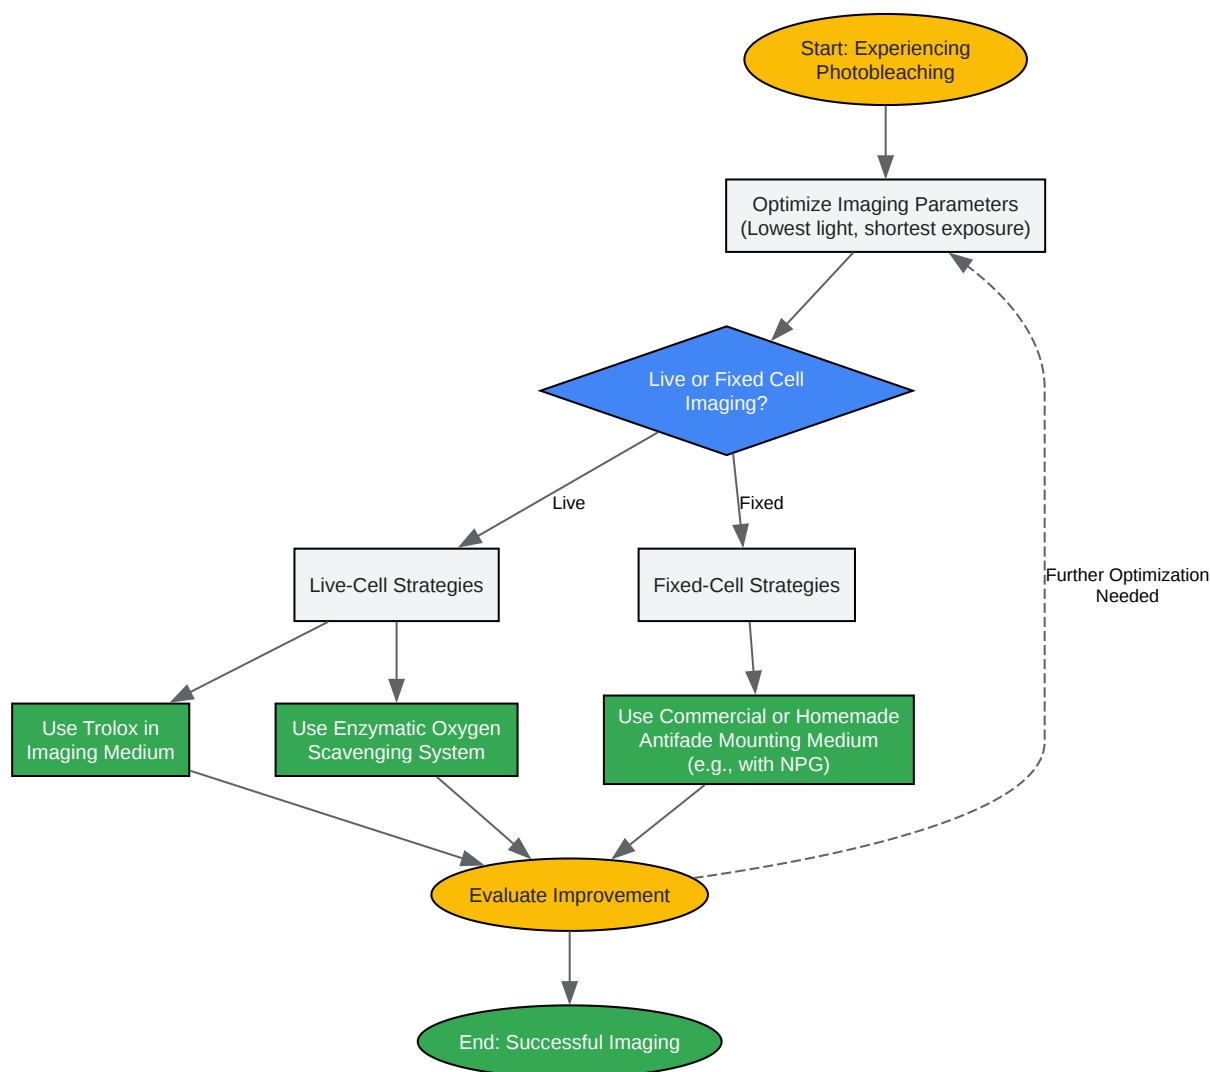 Start: Experiencing
Photobleaching
Optimize Imaging Parameters
(Lowest light, shortest exposure)
Live or Fixed Cell
Imaging?
Live
Fixed
Live-Cell Strategies
Fixed-Cell Strategies
Further Optimization
Needed
Use Trolox in
Imaging Medium
Use Enzymatic Oxygen
Scavenging System
Use Commercial or Homemade
Antifade Mounting Medium
(e.g., with NPG)
Evaluate Improvement
End: Successful Imaging